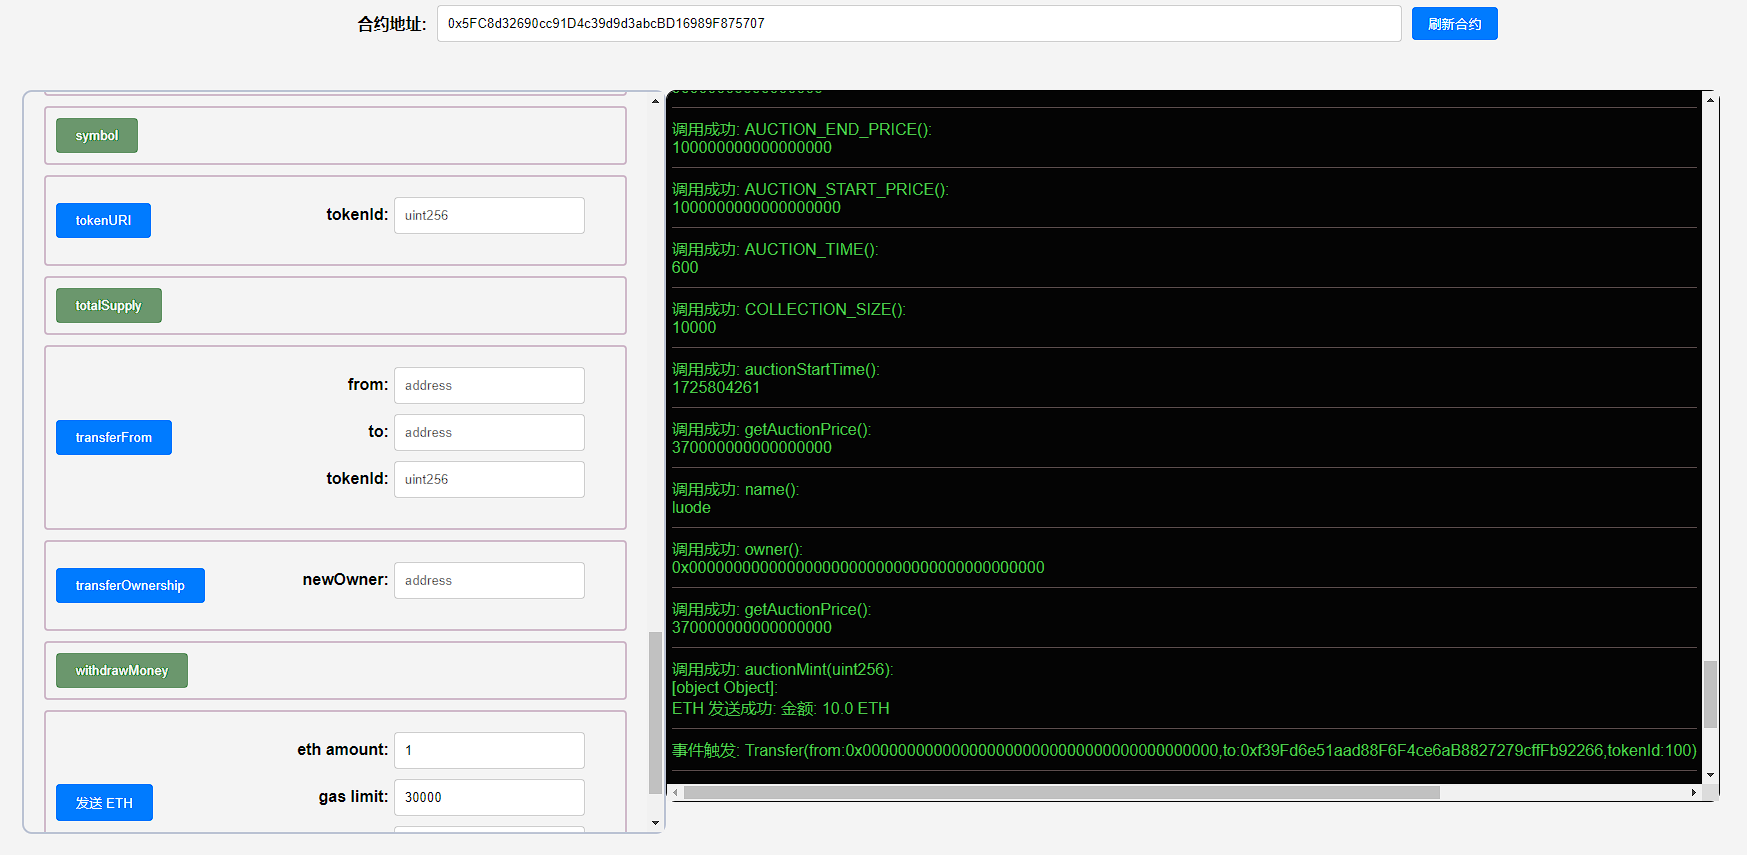 合约地址: 0x5FC8d32690cc91D4c39d9d3abcBD16989F875707 刷新合约
symbol
tokenURI tokenId: uint256
totalSupply
from: address
transferFrom to: address
tokenId: uint256
transferOwnership newOwner: address
withdrawMoney
eth amount: 1
gas limit: 30000
发送 ETH
调用成功: AUCTION_END_PRICE():
100000000000000000
调用成功: AUCTION_START_PRICE():
1000000000000000000
调用成功: AUCTION_TIME():
600
调用成功: COLLECTION_SIZE():
10000
调用成功: auctionStartTime():
1725804261
调用成功: getAuctionPrice():
370000000000000000
调用成功: name():
luode
调用成功: owner():
0x0000000000000000000000000000000000000000
调用成功: getAuctionPrice():
370000000000000000
调用成功: auctionMint(uint256):
[object Object]:
ETH 发送成功: 金额: 10.0 ETH
事件触发: Transfer(from:0x0000000000000000000000000000000000000000,to:0xf39Fd6e51aad88F6F4ce6aB8827279cffFb92266,tokenId:100)